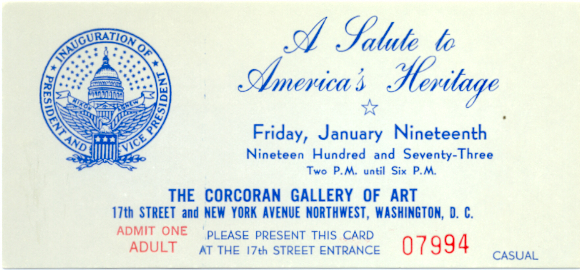 INAUGURATION OF
PRESIDENT AND VICE PRESIDENT
NIXON AGNEW
A Salute to
America's Heritage
Friday, January Nineteenth
Nineteen Hundred and Seventy-Three
Two P.M. until Six P.M.
THE CORCORAN GALLERY OF ART
17th STREET and NEW YORK AVENUE NORTHWEST, WASHINGTON, D. C.
ADMIT ONE
ADULT
PLEASE PRESENT THIS CARD
AT THE 17th STREET ENTRANCE
07994
CASUAL